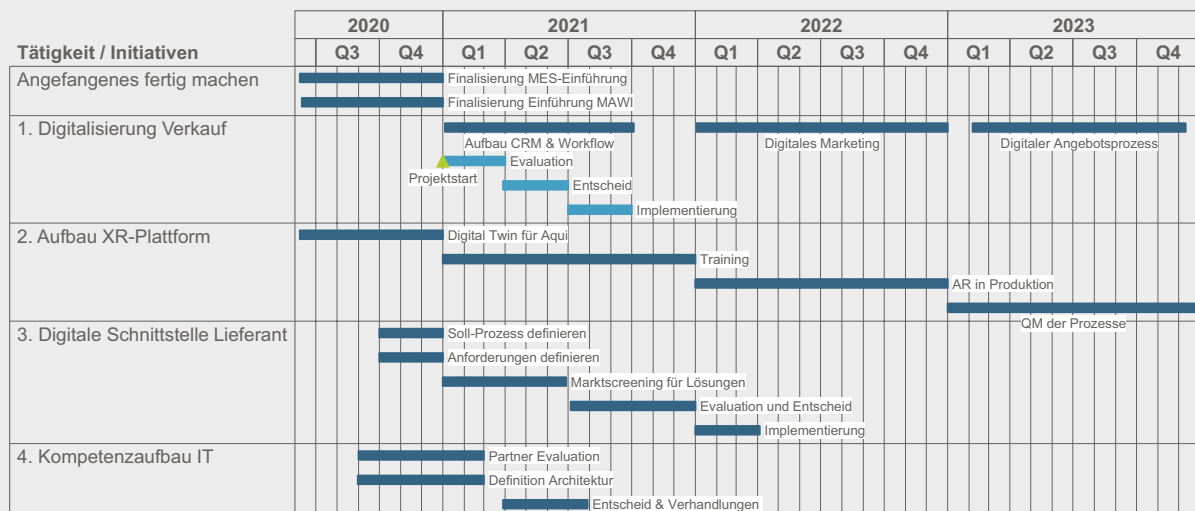 2020 2021 2022 2023
Tätigkeit / Initiativen Q3 Q4 Q1 Q2 Q3 Q4 Q1 Q2 Q3 Q4 Q1 Q2 Q3 Q4
Angefangenes fertig machen Finalisierung MES-Einführung
Finalisierung Einführung MAWI
1. Digitalisierung Verkauf
Aufbau CRM & Workflow Digitales Marketing Digitaler Angebotsprozess
Evaluation
Projektstart
Entscheid
Implementierung
2. Aufbau XR-Plattform Digital Twin für Aqui
Training
AR in Produktion
QM der Prozesse
3. Digitale Schnittstelle Lieferant Soll-Prozess definieren
Anforderungen definieren
Marktscreening für Lösungen
Evaluation und Entscheid
Implementierung
4. Kompetenzaufbau IT Partner Evaluation
Definition Architektur
Entscheid & Verhandlungen